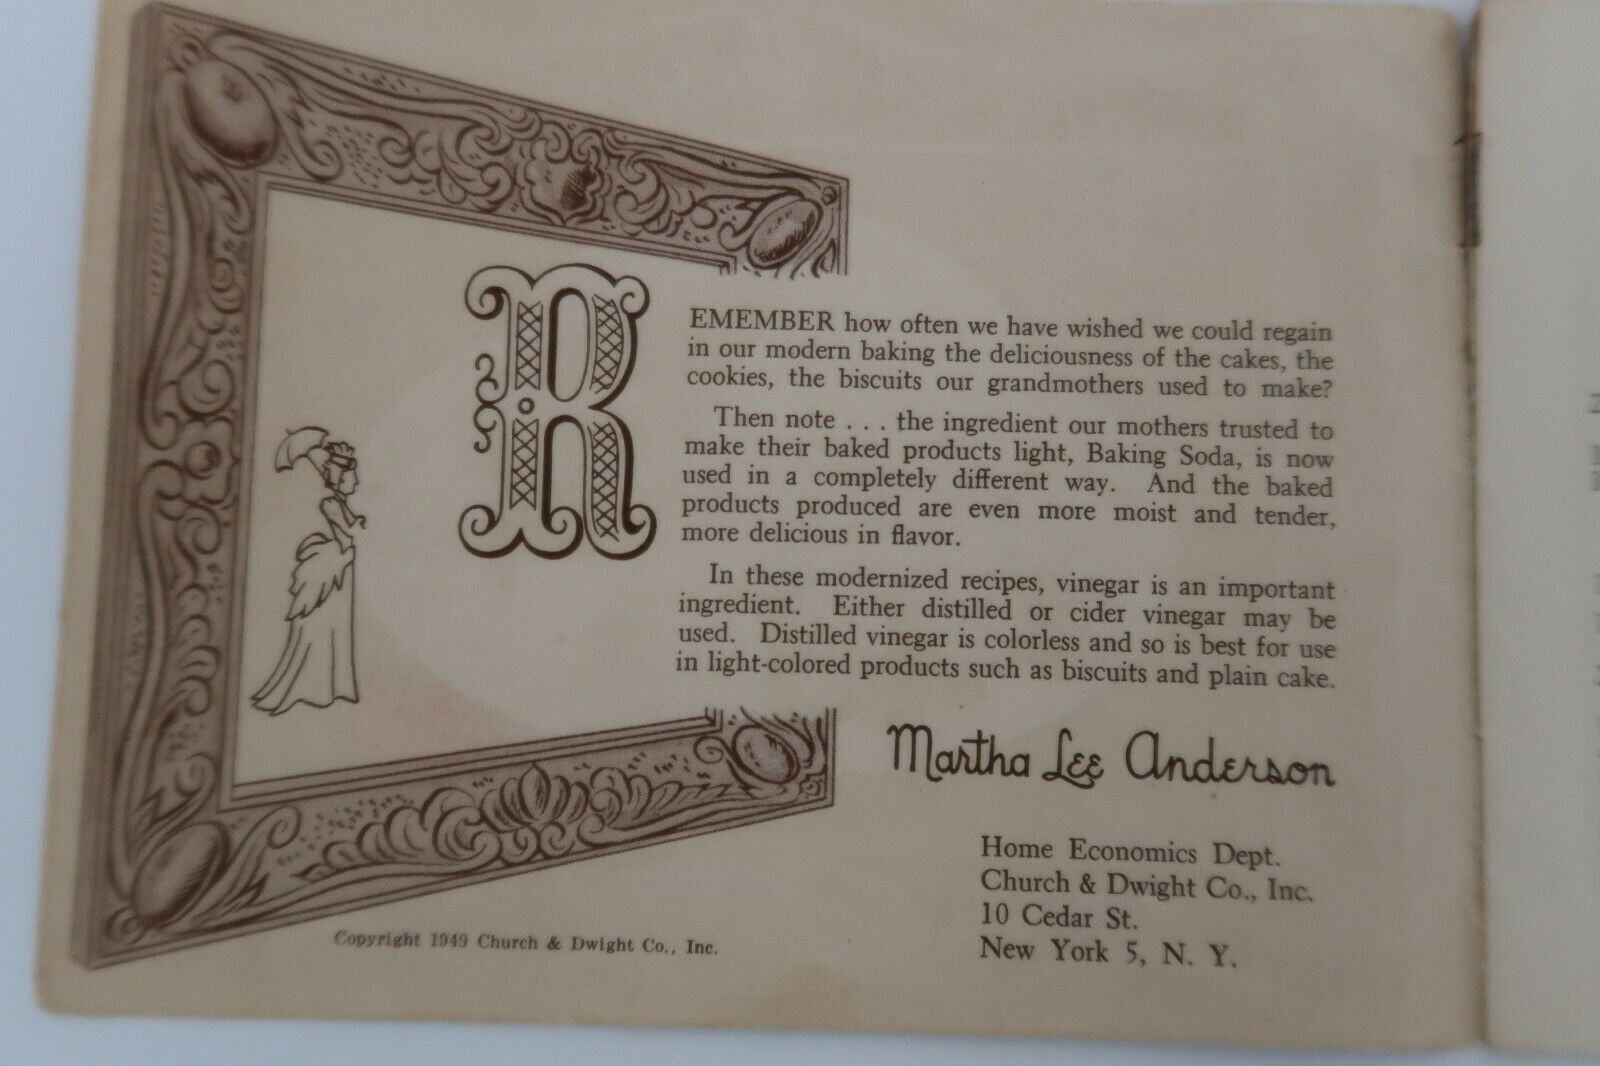 REMEMBER how often we have wished we could regain
in our modern baking the deliciousness of the cakes, the
cookies, the biscuits our grandmothers used to make?
Then note . . . the ingredient our mothers trusted to
make their baked products light, Baking Soda, is now
used in a completely different way. And the baked
products produced are even more moist and tender,
more delicious in flavor.
In these modernized recipes, vinegar is an important
ingredient. Either distilled or cider vinegar may be
used. Distilled vinegar is colorless and so is best for use
in light-colored products such as biscuits and plain cake.
Martha Lee Anderson
Home Economics Dept.
Church & Dwight Co., Inc.
10 Cedar St.
New York 5, N. Y.
Copyright 1949 Church & Dwight Co., Inc.